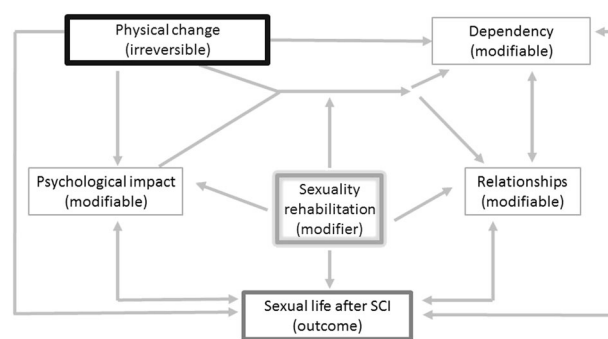 Physical change
(irreversible)
Dependency
(modifiable)
Psychological impact
(modifiable)
Sexuality
rehabilitation
(modifier)
Relationships
(modifiable)
Sexual life after SCI
(outcome)